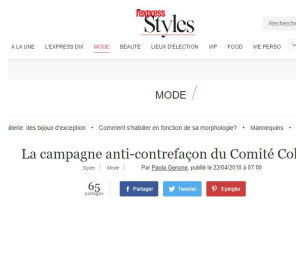 l'express
Styles
Recherche
A LA UNE L'EXPRESS DIX MODE BEAUTÉ LIEUX D'ÉLECTION VIP FOOD VIE PERSO
MODE /
illerie: des bijoux d'exception • Comment s'habiller en fonction de sa morphologie? • Mannequins •
La campagne anti-contrefaçon du Comité Col
Styles / Mode / Par Paola Genone, publié le 22/04/2010 à 07:00
65
partages
Partager
Tweeter
Epingler